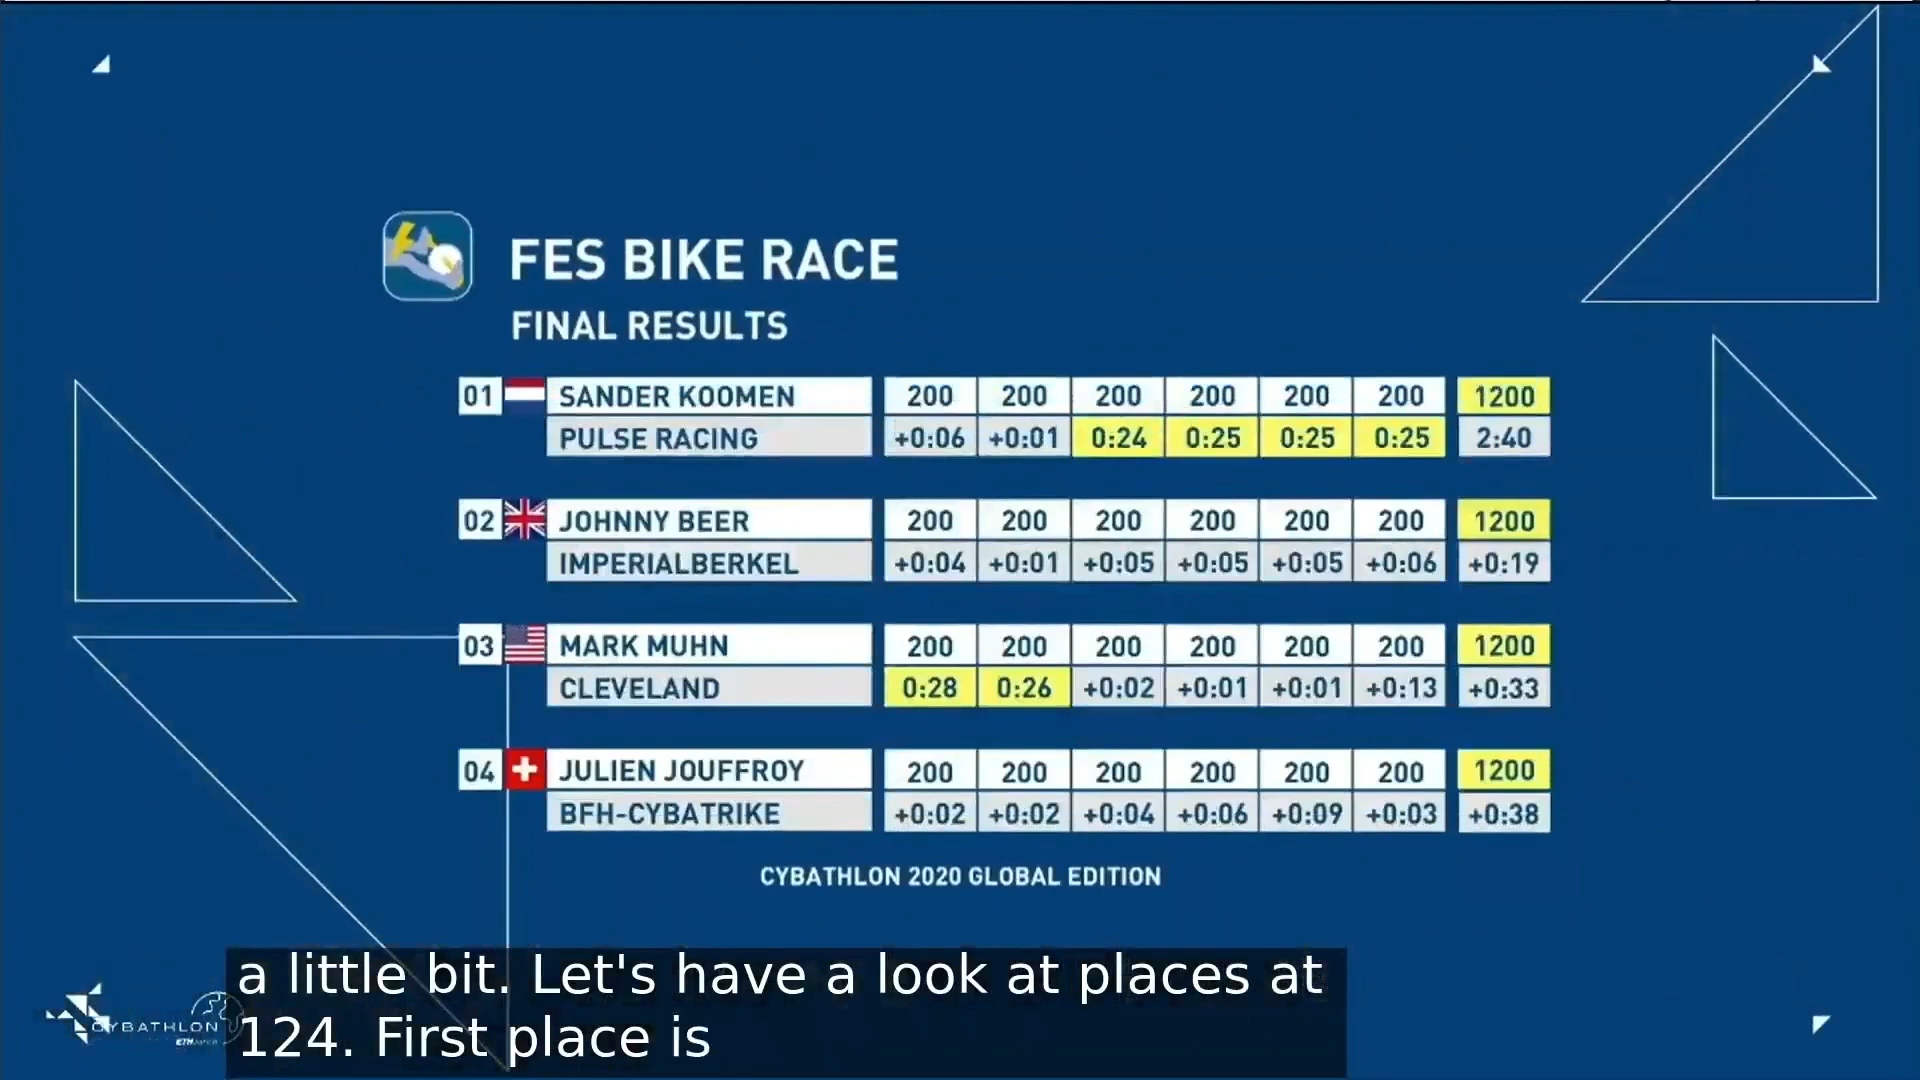 FES BIKE RACE
FINAL RESULTS
01 SANDER KOOMEN 200 200 200 200 200 200 1200
PULSE RACING +0:06 +0:01 0:24 0:25 0:25 0:25 2:40
02 JOHNNY BEER 200 200 200 200 200 200 1200
IMPERIALBERKEL +0:04 +0:01 +0:05 +0:05 +0:05 +0:06 +0:19
03 MARK MUHN 200 200 200 200 200 200 1200
CLEVELAND 0:28 0:26 +0:02 +0:01 +0:01 +0:13 +0:33
04 JULIEN JOUFFROY 200 200 200 200 200 200 1200
BFH-CYBATRIKE +0:02 +0:02 +0:04 +0:06 +0:09 +0:03 +0:38
CYBATHLON 2020 GLOBAL EDITION
a little bit. Let's have a look at places at
124. First place is
CYBATHLON
ETH